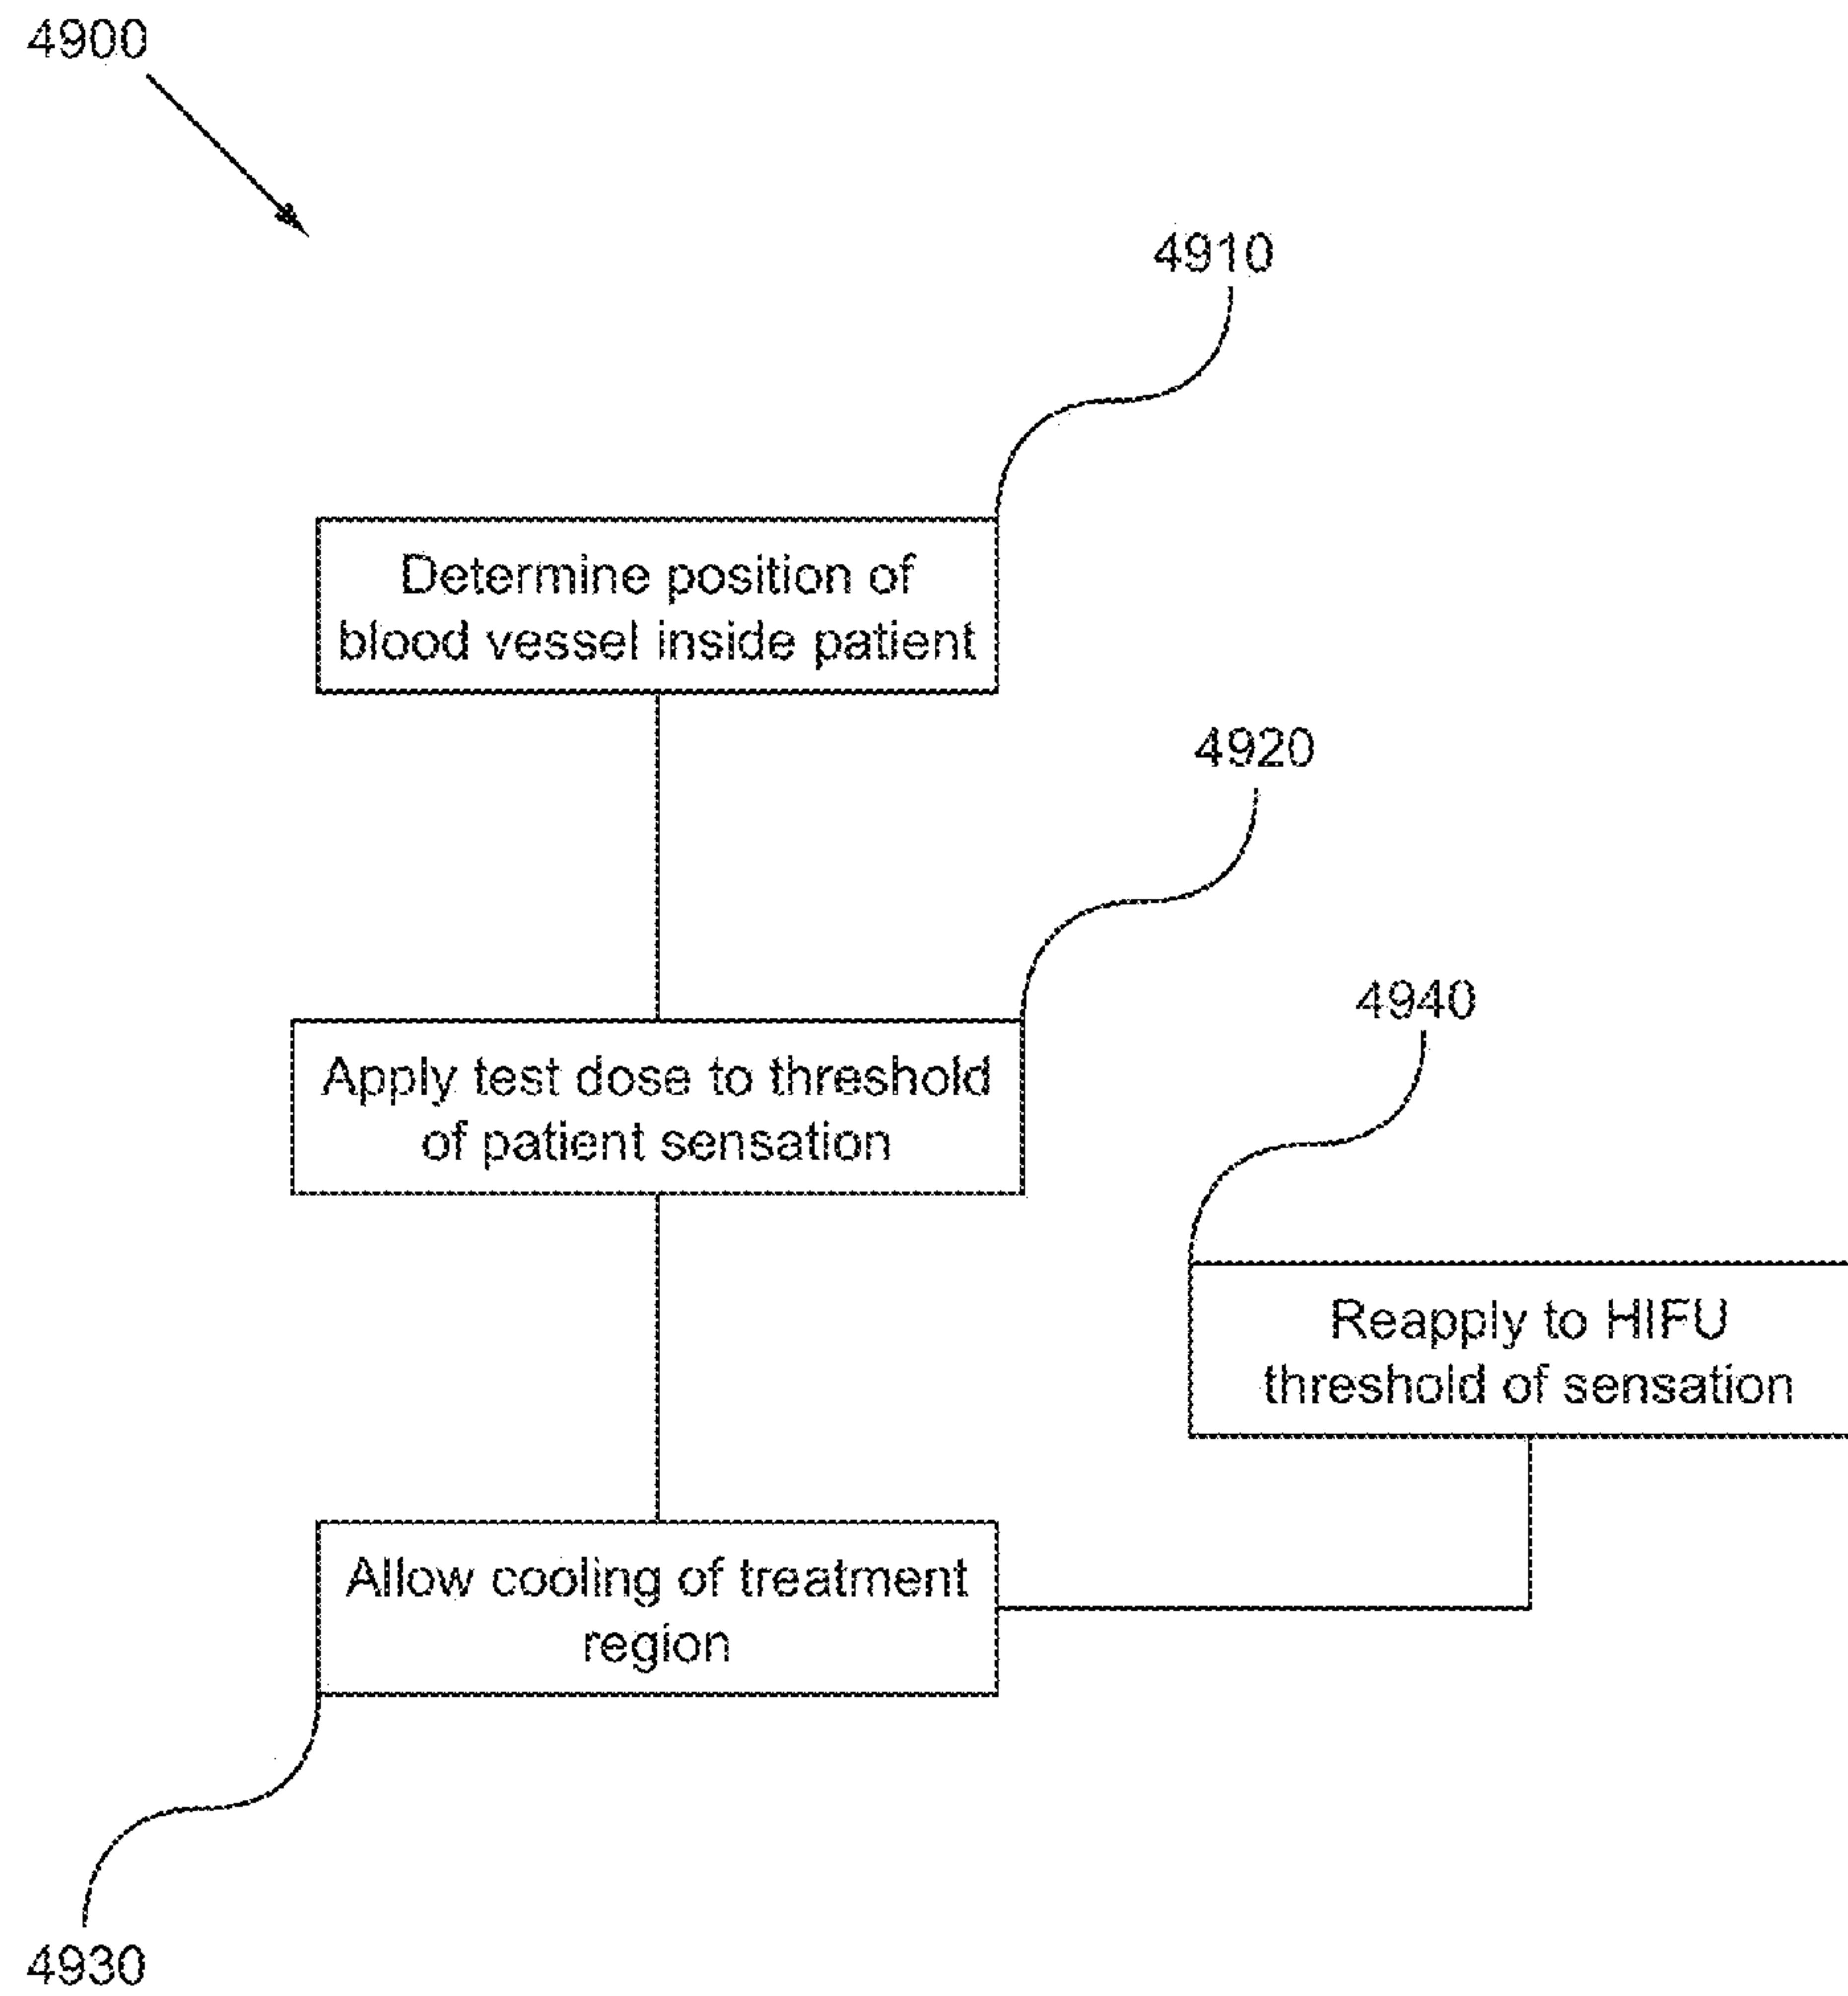 4900
4910
Determine position of
blood vessel inside patient
4920
Apply test dose to threshold
of patient sensation
4940
Reapply to HIFU
threshold of sensation
Allow cooling of treatment
region
4930